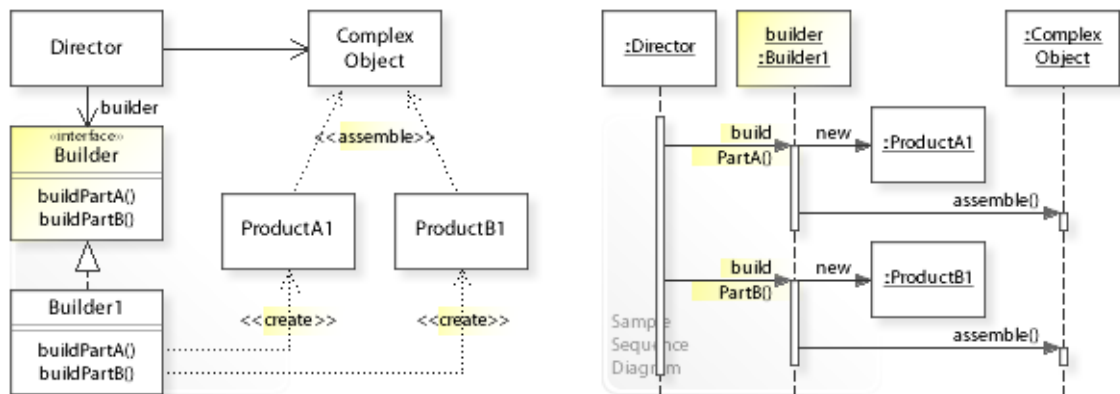 Director
Complex
Object
builder
«interface»
Builder
buildPartA()
buildPartB()
<<assemble>>
ProductA1
ProductB1
Builder1
buildPartA()
buildPartB()
<<create>>
<<create>>
:Director
builder
:Builder1
:Complex
Object
build
PartA()
new
:ProductA1
assemble()
build
PartB()
new
:ProductB1
assemble()
Sample
Sequence
Diagram